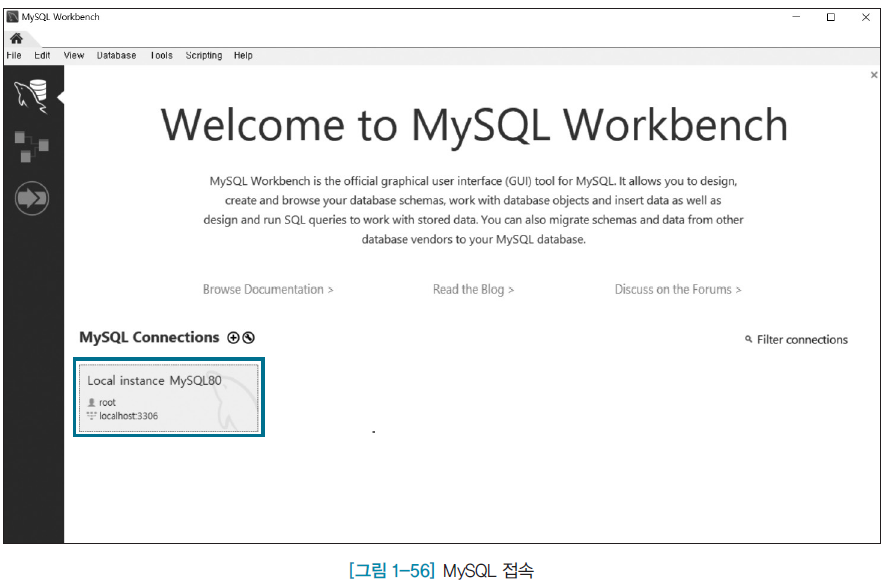 MySQL Workbench
File Edit View Database Tools Scripting Help
Welcome to MySQL Workbench
MySQL Workbench is the official graphical user interface (GUI) tool for MySQL. It allows you to design,
create and browse your database schemas, work with database objects and insert data as well as
design and run SQL queries to work with stored data. You can also migrate schemas and data from other
database vendors to your MySQL database.
Browse Documentation > Read the Blog > Discuss on the Forums >
MySQL Connections Filter connections
Local instance MySQL80
root
localhost:3306
[그림 1-56] MySQL 접속